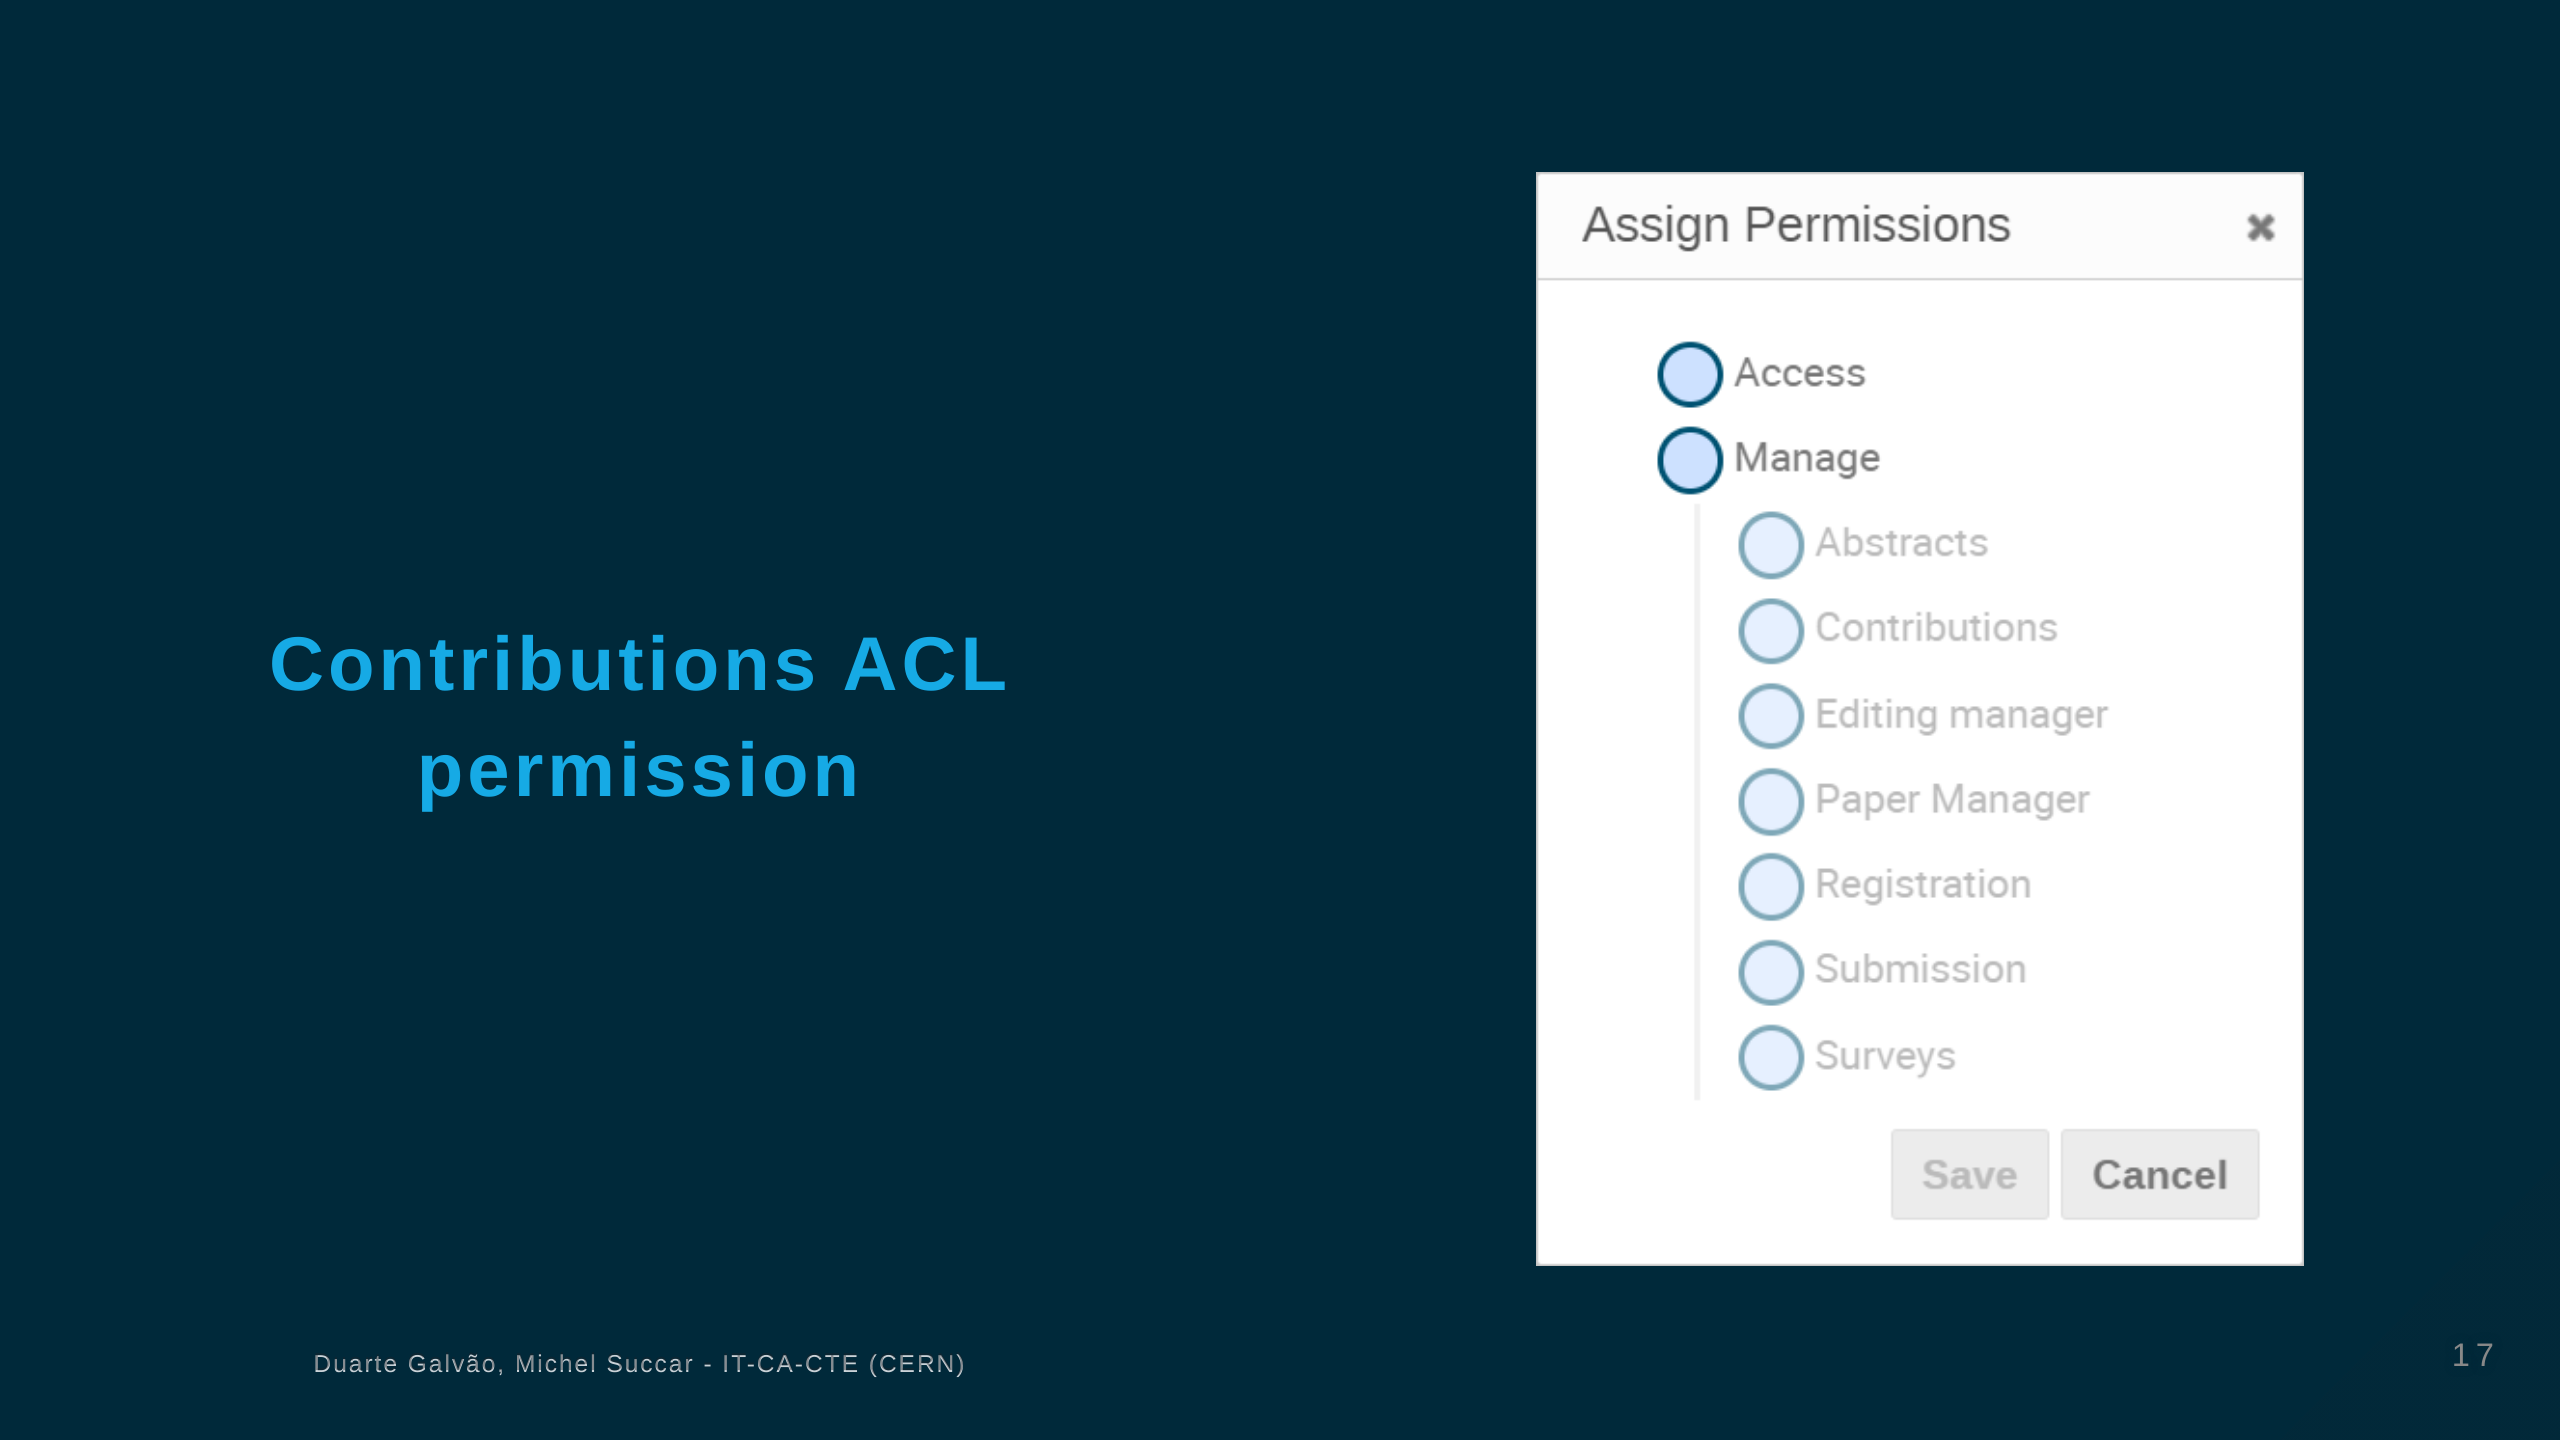 Contributions ACL
permission
Assign Permissions
Access
Manage
Abstracts
Contributions
Editing manager
Paper Manager
Registration
Submission
Surveys
Save Cancel
Duarte Galvão, Michel Succar - IT-CA-CTE (CERN)
17